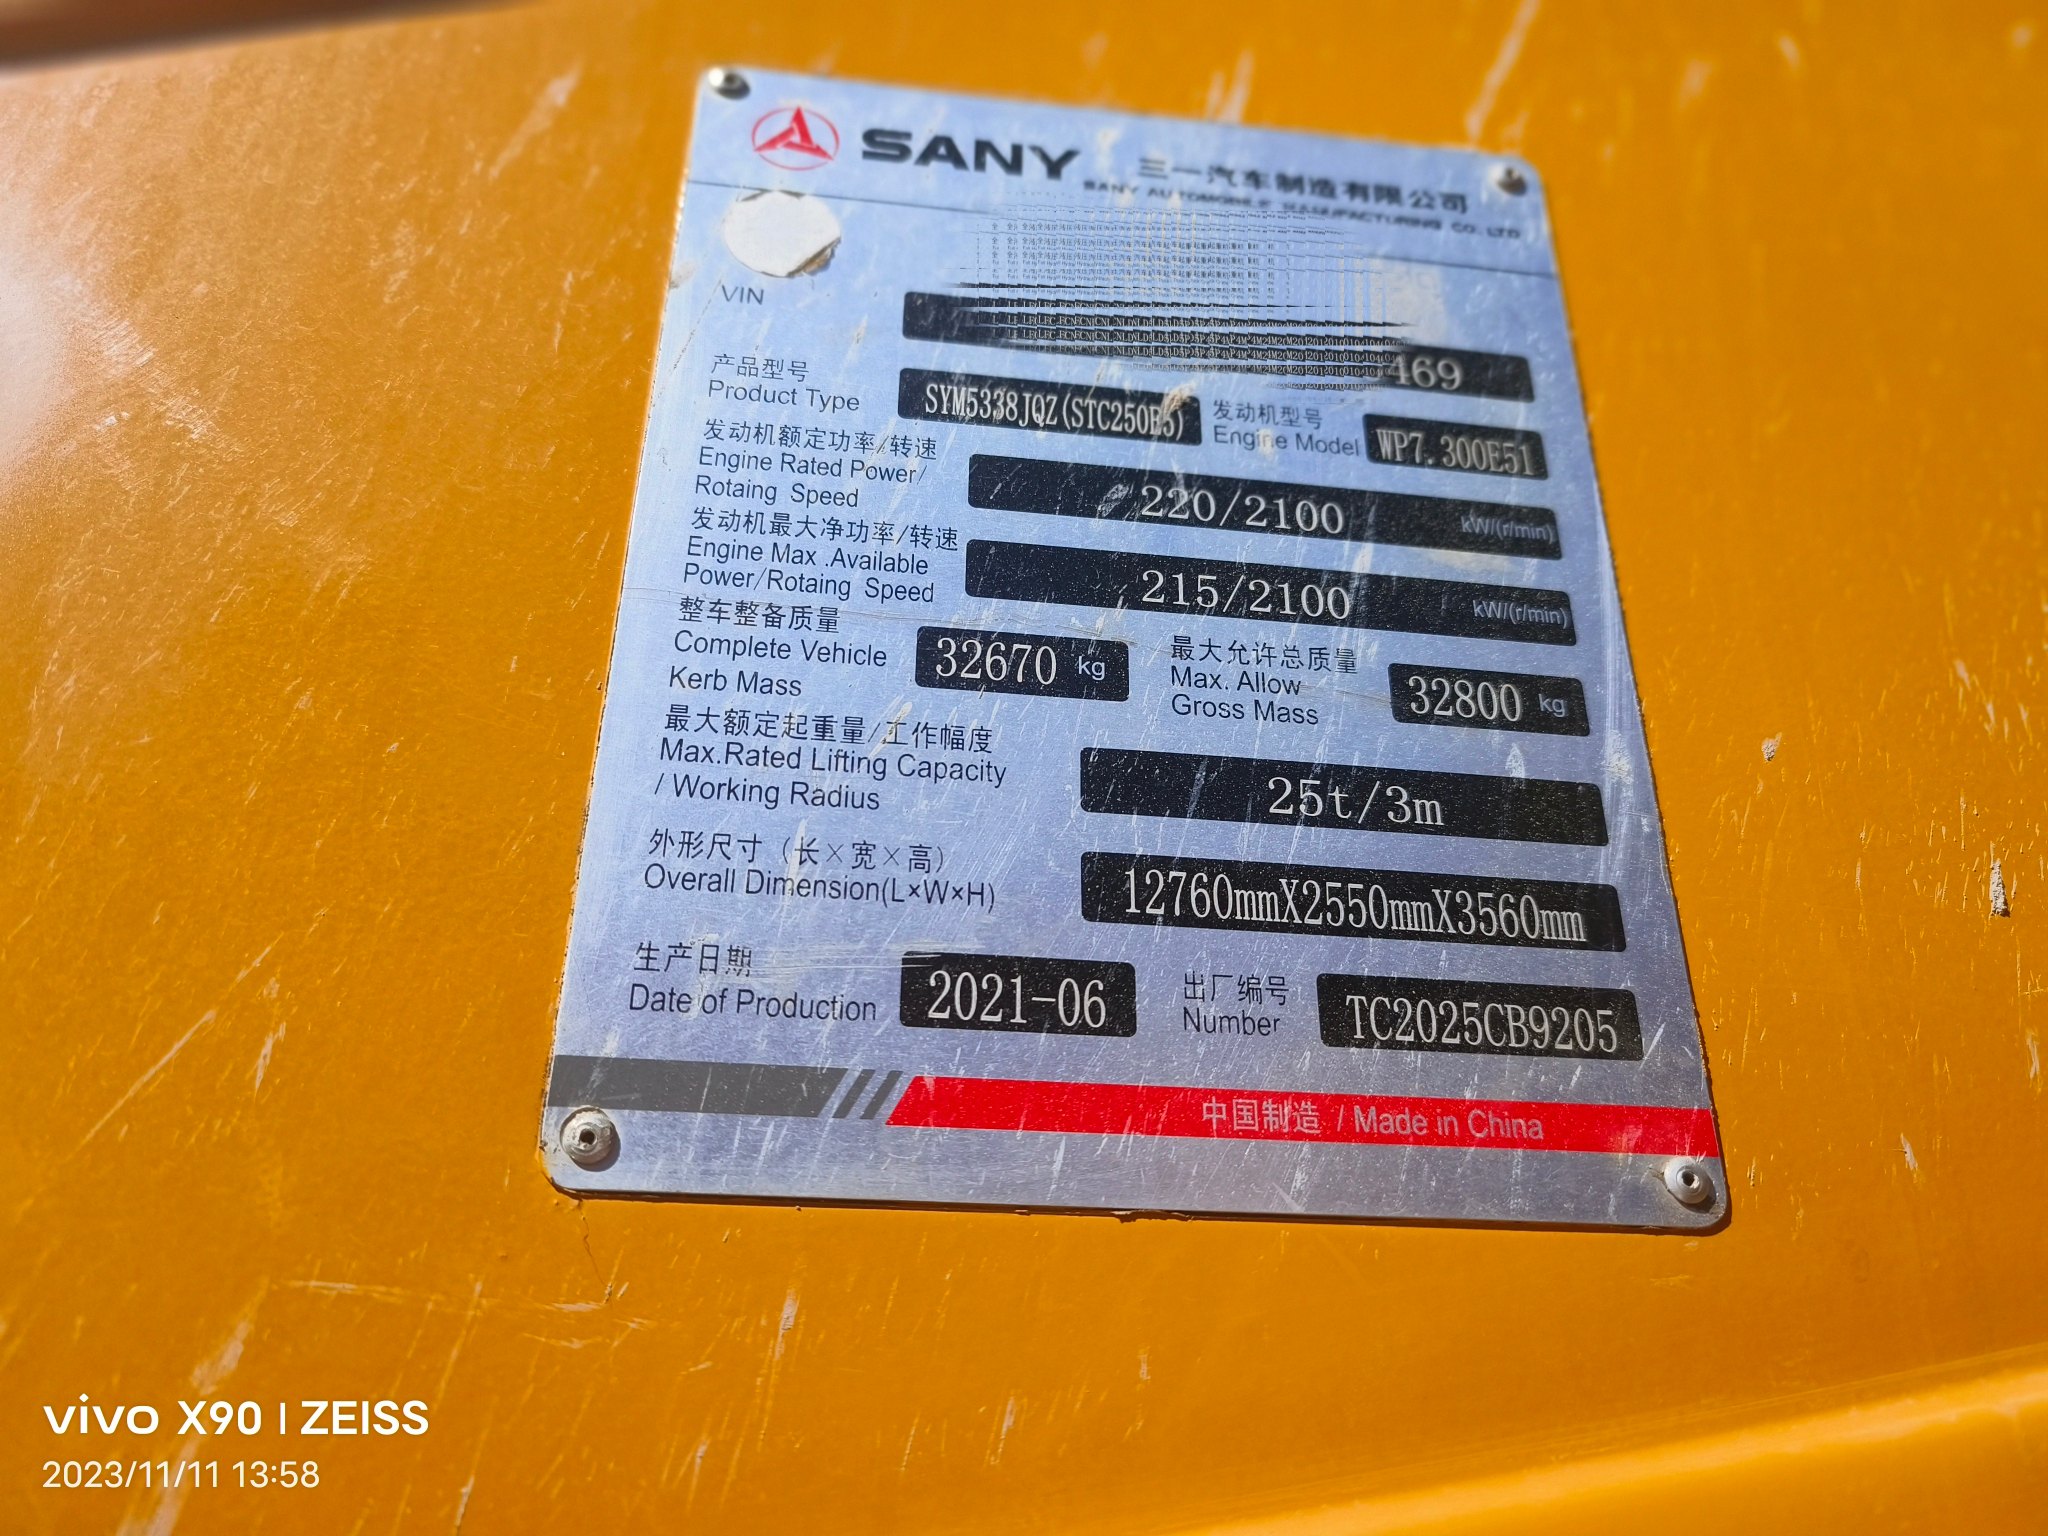 SANY 三一汽车制造有限公司
SANY AUTOMOBILE MANUFACTURING CO. LTD
VIN
469
产品型号
Product Type
SYM5338JQZ(STC250E5)
发动机型号
Engine Model
WP7.300E51
发动机额定功率/转速
Engine Rated Power/
Rotaing Speed
220/2100 kW/(r/min)
发动机最大净功率/转速
Engine Max .Available
Power/Rotaing Speed
215/2100 kW/(r/min)
整车整备质量
Complete Vehicle
Kerb Mass
32670 kg
最大允许总质量
Max. Allow
Gross Mass
32800 kg
最大额定起重量/工作幅度
Max.Rated Lifting Capacity
/ Working Radius
25t/3m
外形尺寸（长×宽×高）
Overall Dimension(L×W×H)
12760mmX2550mmX3560mm
生产日期
Date of Production
2021-06
出厂编号
Number
TC2025CB9205
中国制造 / Made in China
vivo X90 | ZEISS
2023/11/11 13:58